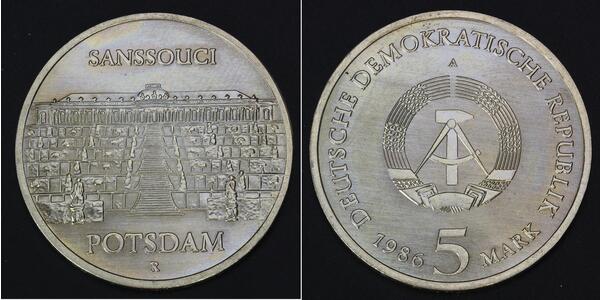 SANSSOUCI
POTSDAM
DEUTSCHE DEMOKRATISCHE REPUBLIK
A
1986 5 MARK